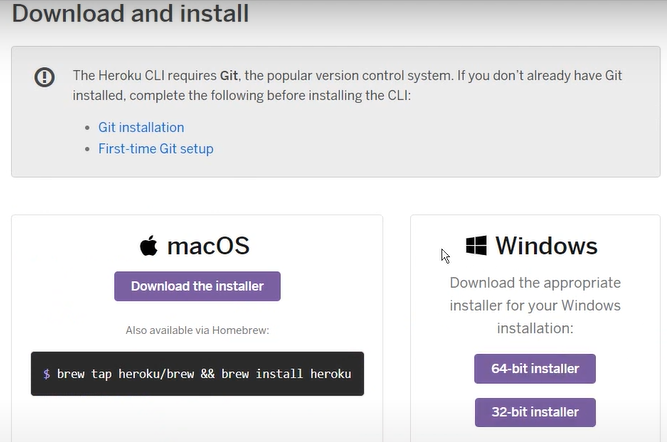 Download and install
The Heroku CLI requires Git, the popular version control system. If you don't already have Git
installed, complete the following before installing the CLI:
Git installation
First-time Git setup
macOS
Download the installer
Also available via Homebrew:
$ brew tap heroku/brew && brew install heroku
Windows
Download the appropriate
installer for your Windows
installation:
64-bit installer
32-bit installer